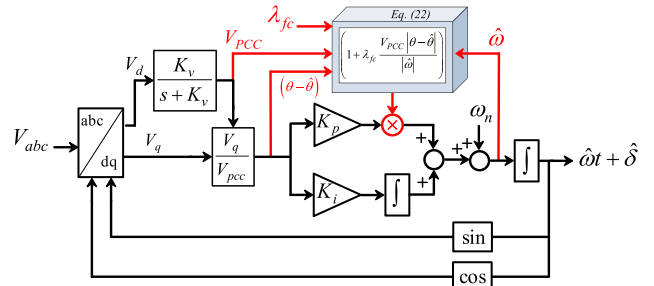 Eq. (22)
λ_fc
( 1 + λ_fc V_PCC |θ − θ̂| / |ω̂| )
V_PCC
ω̂
V_d
K_v / (s + K_v)
(θ − θ̂)
V_abc
abc
dq
V_q
V_q / V_pcc
K_p
×
ω_n
+
+
+ +
∫
ω̂t + δ̂
K_i
∫
+
sin
cos